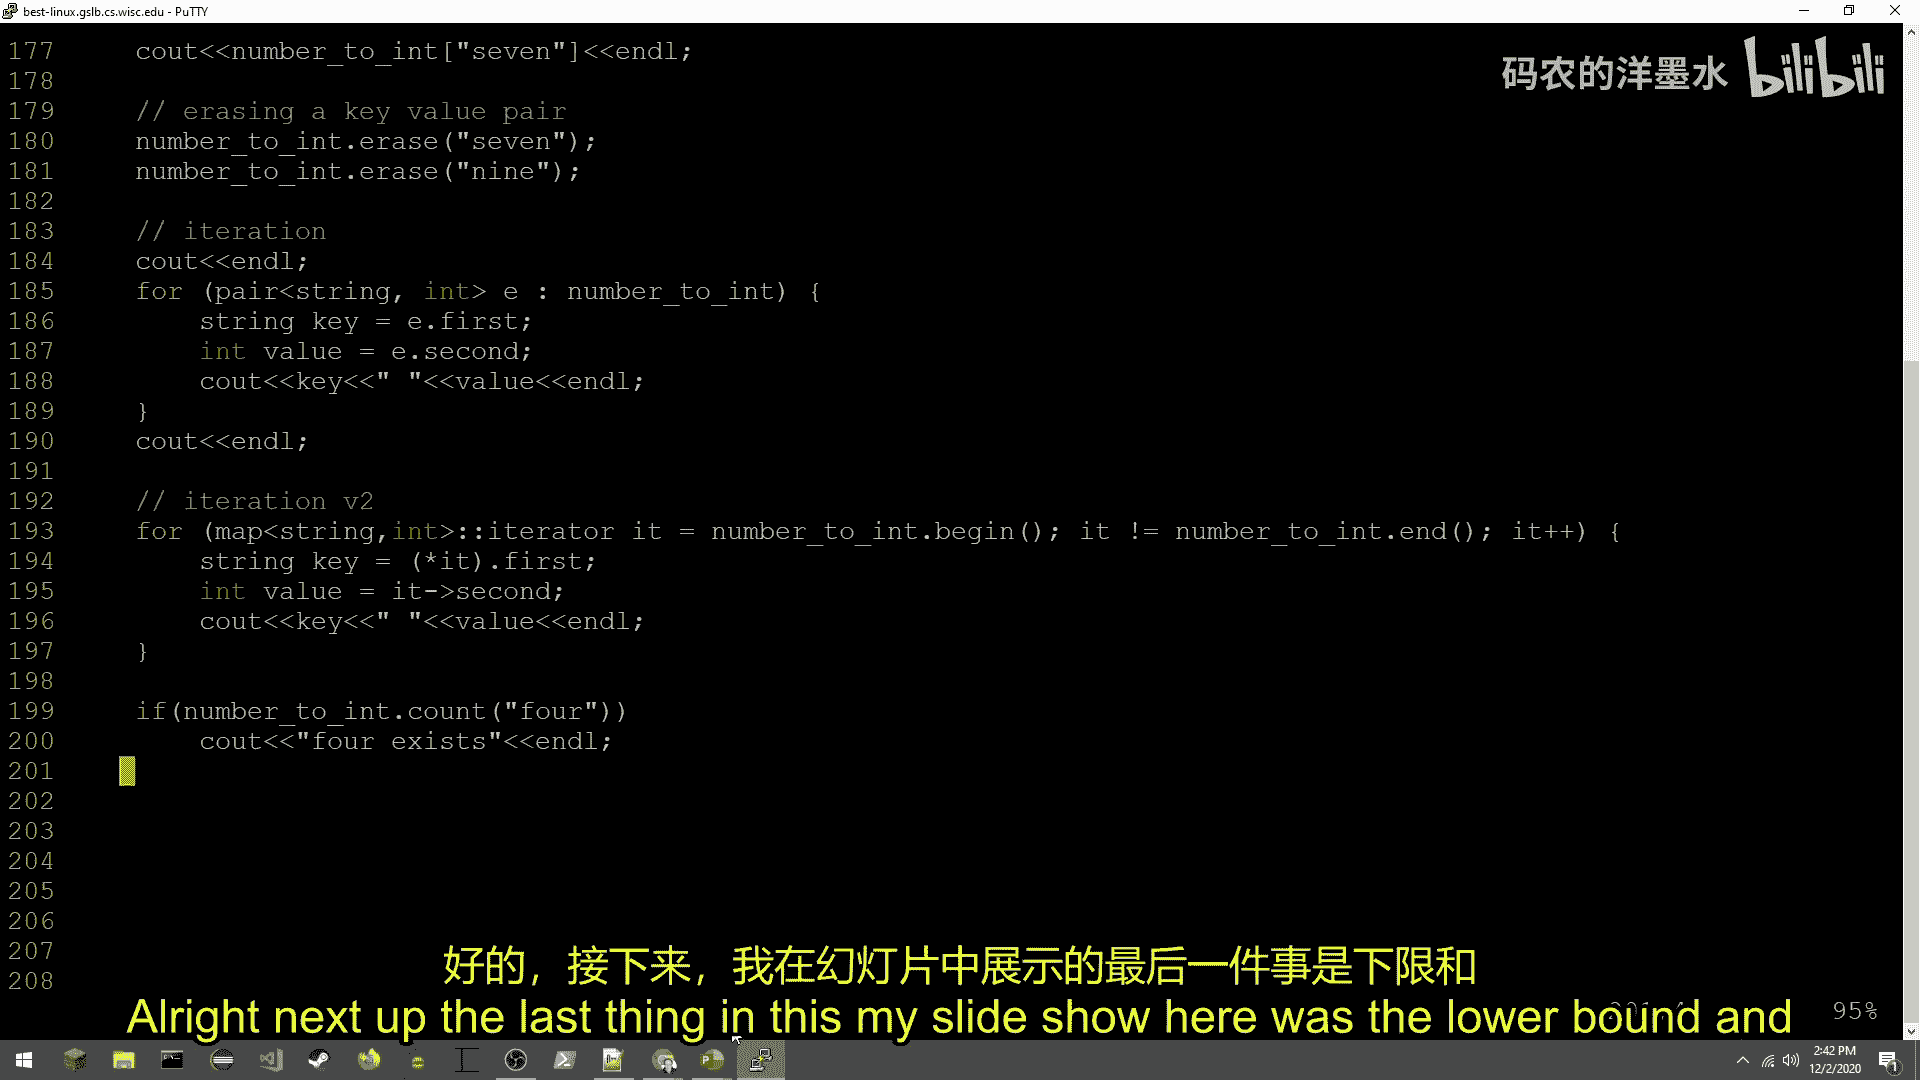 best-linux.gslb.cs.wisc.edu - PuTTY
码农的洋墨水 bilibili
177 cout<<number_to_int["seven"]<<endl;
178
179 // erasing a key value pair
180 number_to_int.erase("seven");
181 number_to_int.erase("nine");
182
183 // iteration
184 cout<<endl;
185 for (pair<string, int> e : number_to_int) {
186 string key = e.first;
187 int value = e.second;
188 cout<<key<<" "<<value<<endl;
189 }
190 cout<<endl;
191
192 // iteration v2
193 for (map<string,int>::iterator it = number_to_int.begin(); it != number_to_int.end(); it++) {
194 string key = (*it).first;
195 int value = it->second;
196 cout<<key<<" "<<value<<endl;
197 }
198
199 if(number_to_int.count("four"))
200 cout<<"four exists"<<endl;
201
202
203
204
205
206
207
208
好的，接下来，我在幻灯片中展示的最后一件事是下限和
Alright next up the last thing in this my slide show here was the lower bound and
95%
2:42 PM
12/2/2020